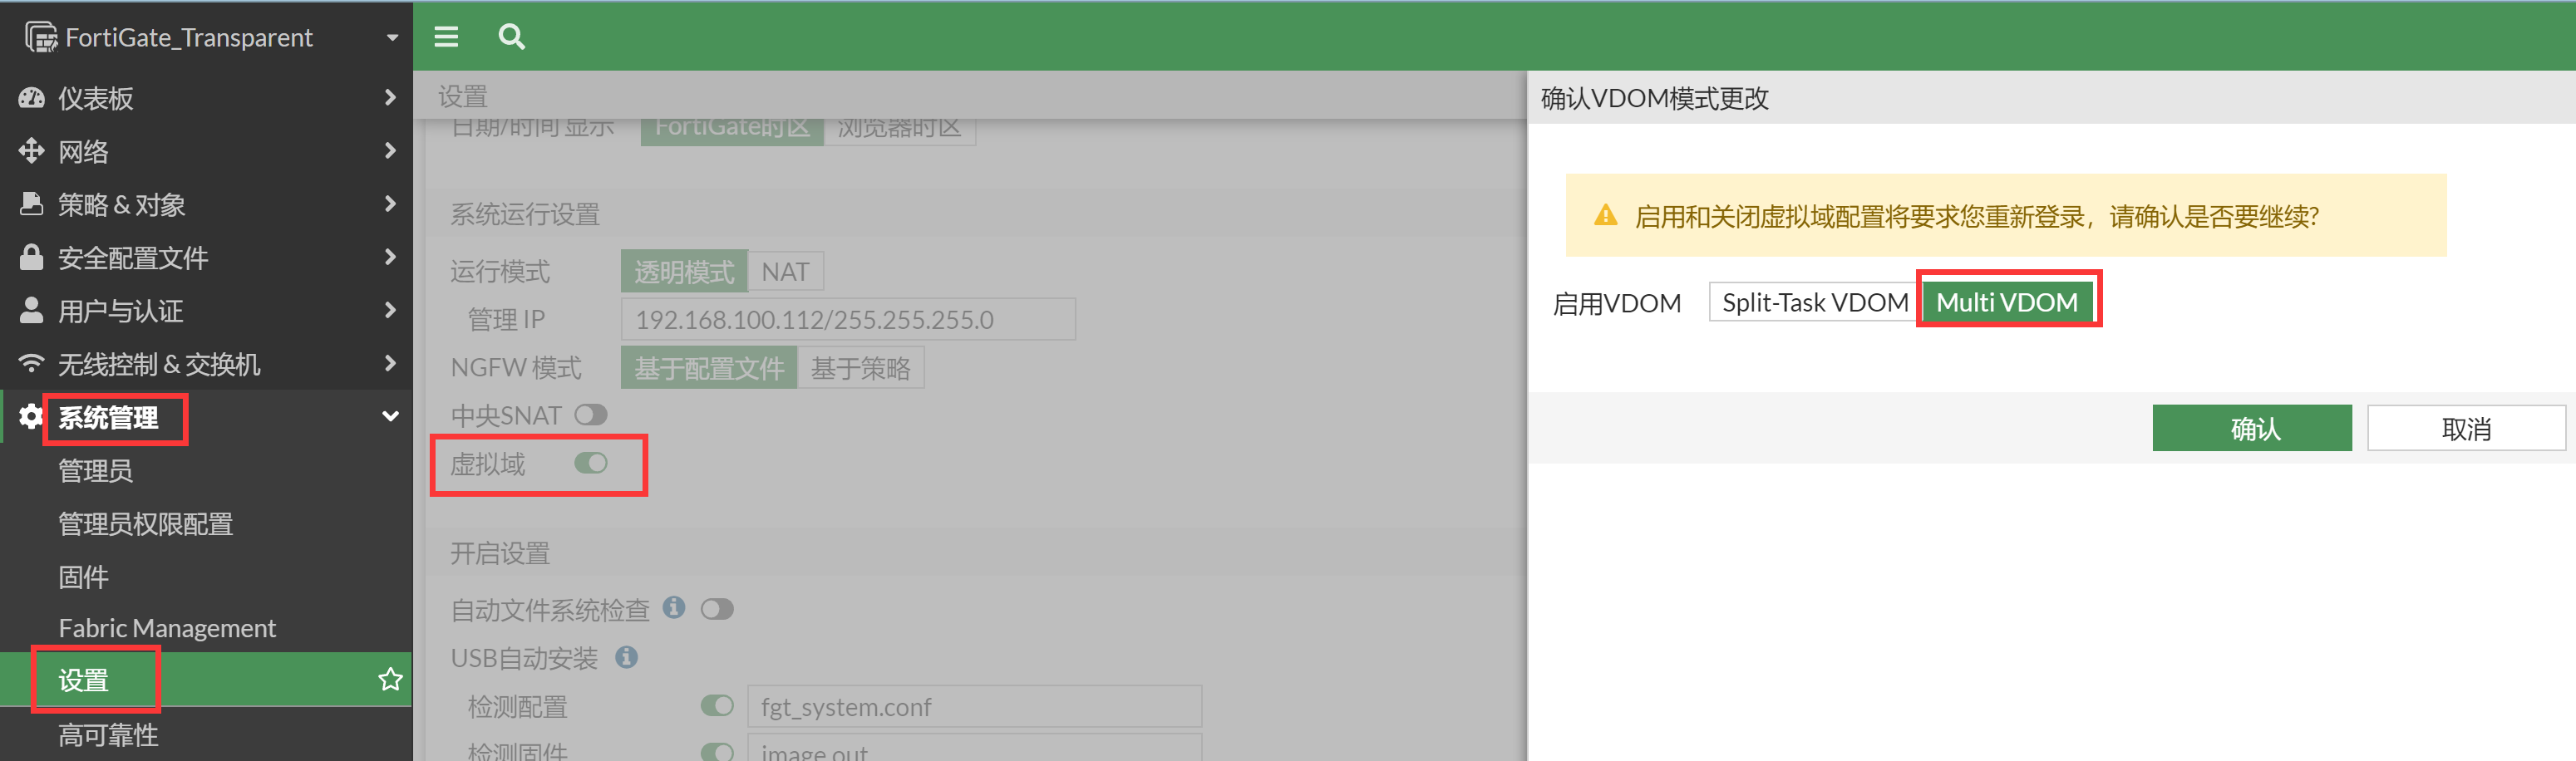 FortiGate_Transparent
仪表板
网络
策略 & 对象
安全配置文件
用户与认证
无线控制 & 交换机
系统管理
管理员
管理员权限配置
固件
Fabric Management
设置
高可靠性
设置
日期/时间 显示 FortiGate时区 浏览器时区
系统运行设置
运行模式 透明模式 NAT
管理 IP 192.168.100.112/255.255.255.0
NGFW 模式 基于配置文件 基于策略
中央SNAT
虚拟域
开启设置
自动文件系统检查
USB自动安装
检测配置 fgt_system.conf
检测固件 image.out
确认VDOM模式更改
启用和关闭虚拟域配置将要求您重新登录，请确认是否要继续?
启用VDOM Split-Task VDOM Multi VDOM
确认 取消